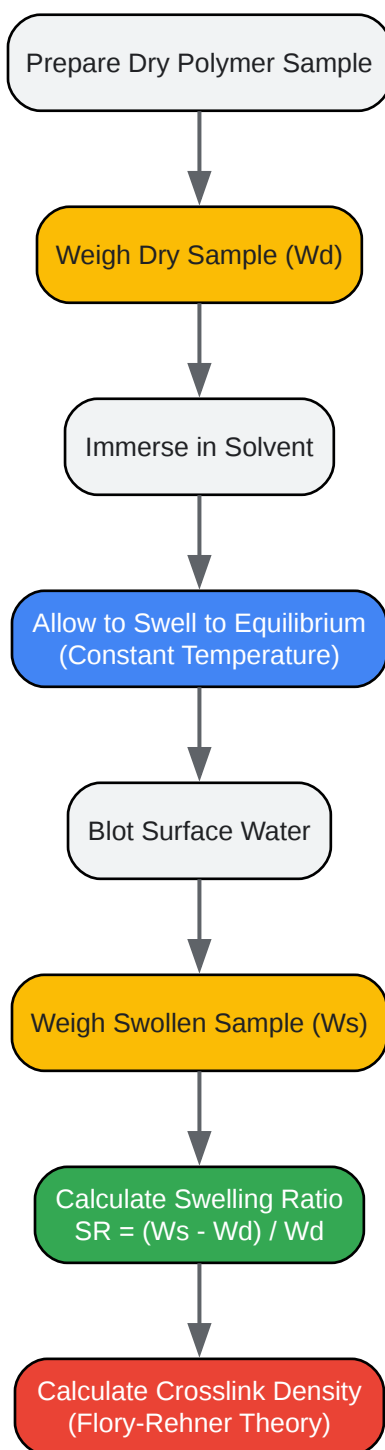 Prepare Dry Polymer Sample
Weigh Dry Sample (Wd)
Immerse in Solvent
Allow to Swell to Equilibrium
(Constant Temperature)
Blot Surface Water
Weigh Swollen Sample (Ws)
Calculate Swelling Ratio
SR = (Ws - Wd) / Wd
Calculate Crosslink Density
(Flory-Rehner Theory)